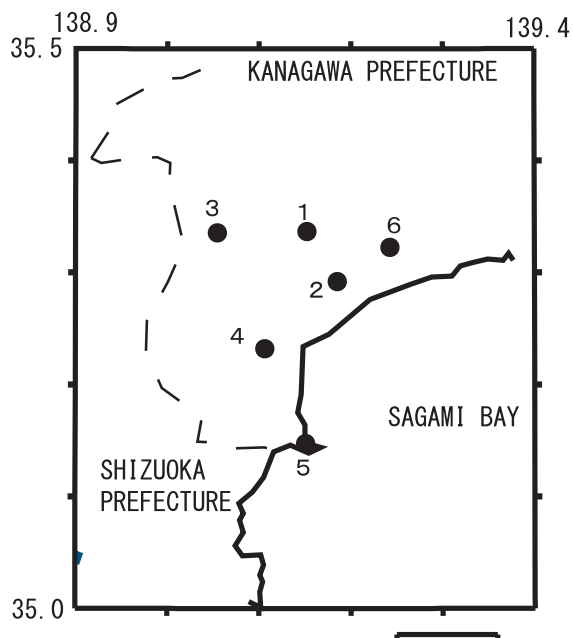 138.9
139.4
35.5
KANAGAWA PREFECTURE
3
1
6
2
4
SAGAMI BAY
5
SHIZUOKA
PREFECTURE
35.0